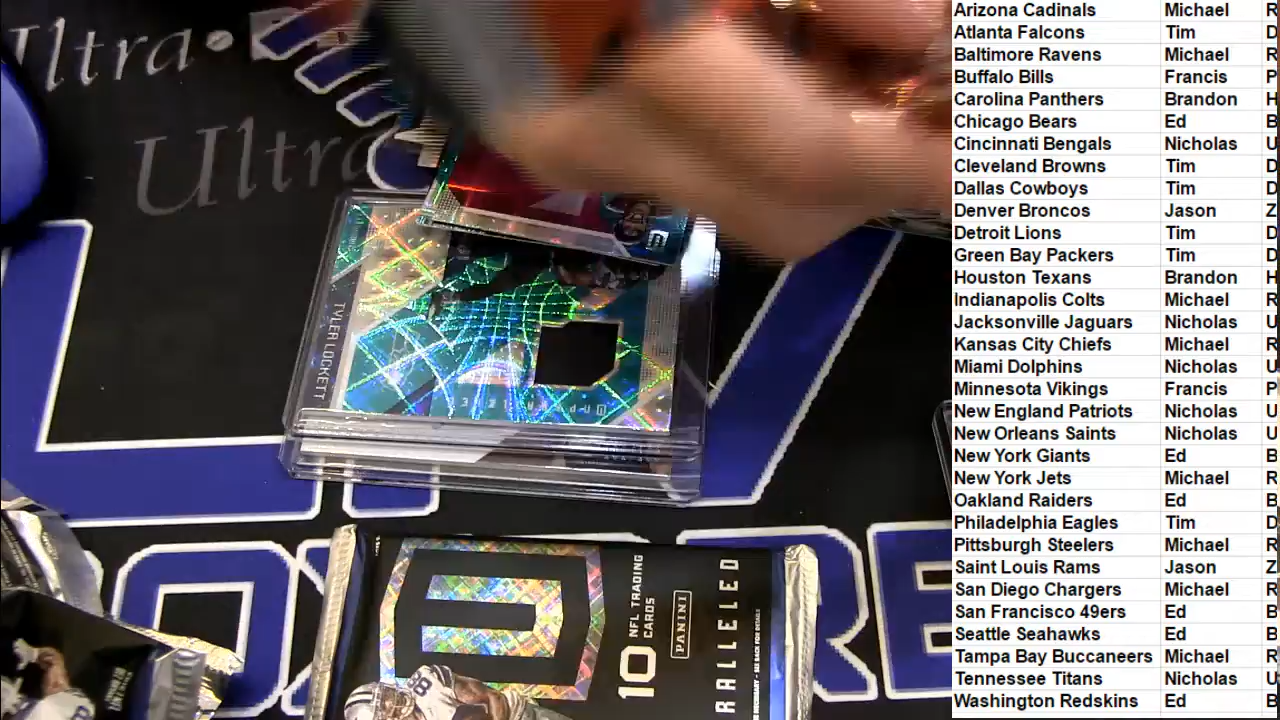 Ultra
Ultra
TYLER LOCKETT
10 NFL TRADING
CARDS
PANINI
RALLELED
88
Arizona Cadinals Michael R
Atlanta Falcons Tim D
Baltimore Ravens Michael R
Buffalo Bills Francis P
Carolina Panthers Brandon H
Chicago Bears Ed B
Cincinnati Bengals Nicholas U
Cleveland Browns Tim D
Dallas Cowboys Tim D
Denver Broncos Jason Z
Detroit Lions Tim D
Green Bay Packers Tim D
Houston Texans Brandon H
Indianapolis Colts Michael R
Jacksonville Jaguars Nicholas U
Kansas City Chiefs Michael R
Miami Dolphins Nicholas U
Minnesota Vikings Francis P
New England Patriots Nicholas U
New Orleans Saints Nicholas U
New York Giants Ed B
New York Jets Michael R
Oakland Raiders Ed B
Philadelphia Eagles Tim D
Pittsburgh Steelers Michael R
Saint Louis Rams Jason Z
San Diego Chargers Michael R
San Francisco 49ers Ed B
Seattle Seahawks Ed B
Tampa Bay Buccaneers Michael R
Tennessee Titans Nicholas U
Washington Redskins Ed B